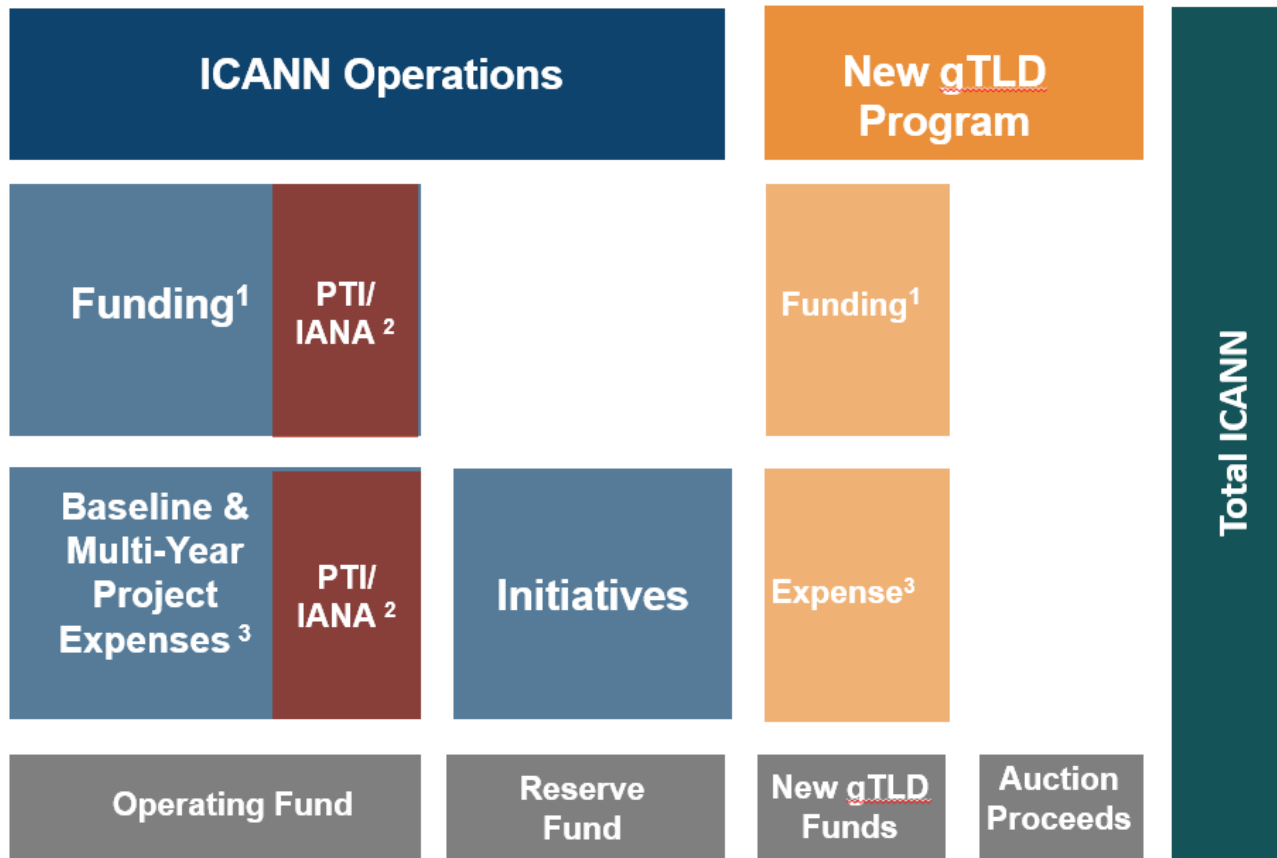 ICANN Operations
New gTLD
Program
Funding¹
PTI/
IANA ²
Funding¹
Baseline &
Multi-Year
Project
Expenses ³
PTI/
IANA ²
Initiatives
Expense³
Operating Fund
Reserve
Fund
New gTLD
Funds
Auction
Proceeds
Total ICANN